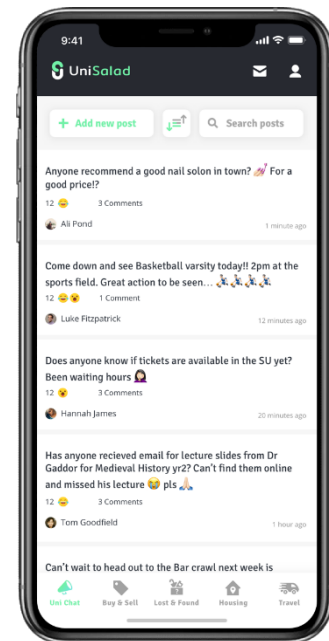 9:41
UniSalad
+ Add new post
Search posts
Anyone recommend a good nail solon in town? 💅🏻 For a
good price!?
12 😂 3 Comments
Ali Pond
1 minute ago
Come down and see Basketball varsity today!! 2pm at the
sports field. Great action to be seen...
12 😂😮 1 Comment
Luke Fitzpatrick
12 minutes ago
Does anyone know if tickets are available in the SU yet?
Been waiting hours 🤦🏻‍♀️
12 😮 3 Comments
Hannah James
20 minutes ago
Has anyone recieved email for lecture slides from Dr
Gaddor for Medieval History yr2? Can't find them online
and missed his lecture 😭 pls 🙏🏻
12 😂 3 Comments
Tom Goodfield
1 hour ago
Can't wait to head out to the Bar crawl next week is
Uni Chat
Buy & Sell
Lost & Found
Housing
Travel